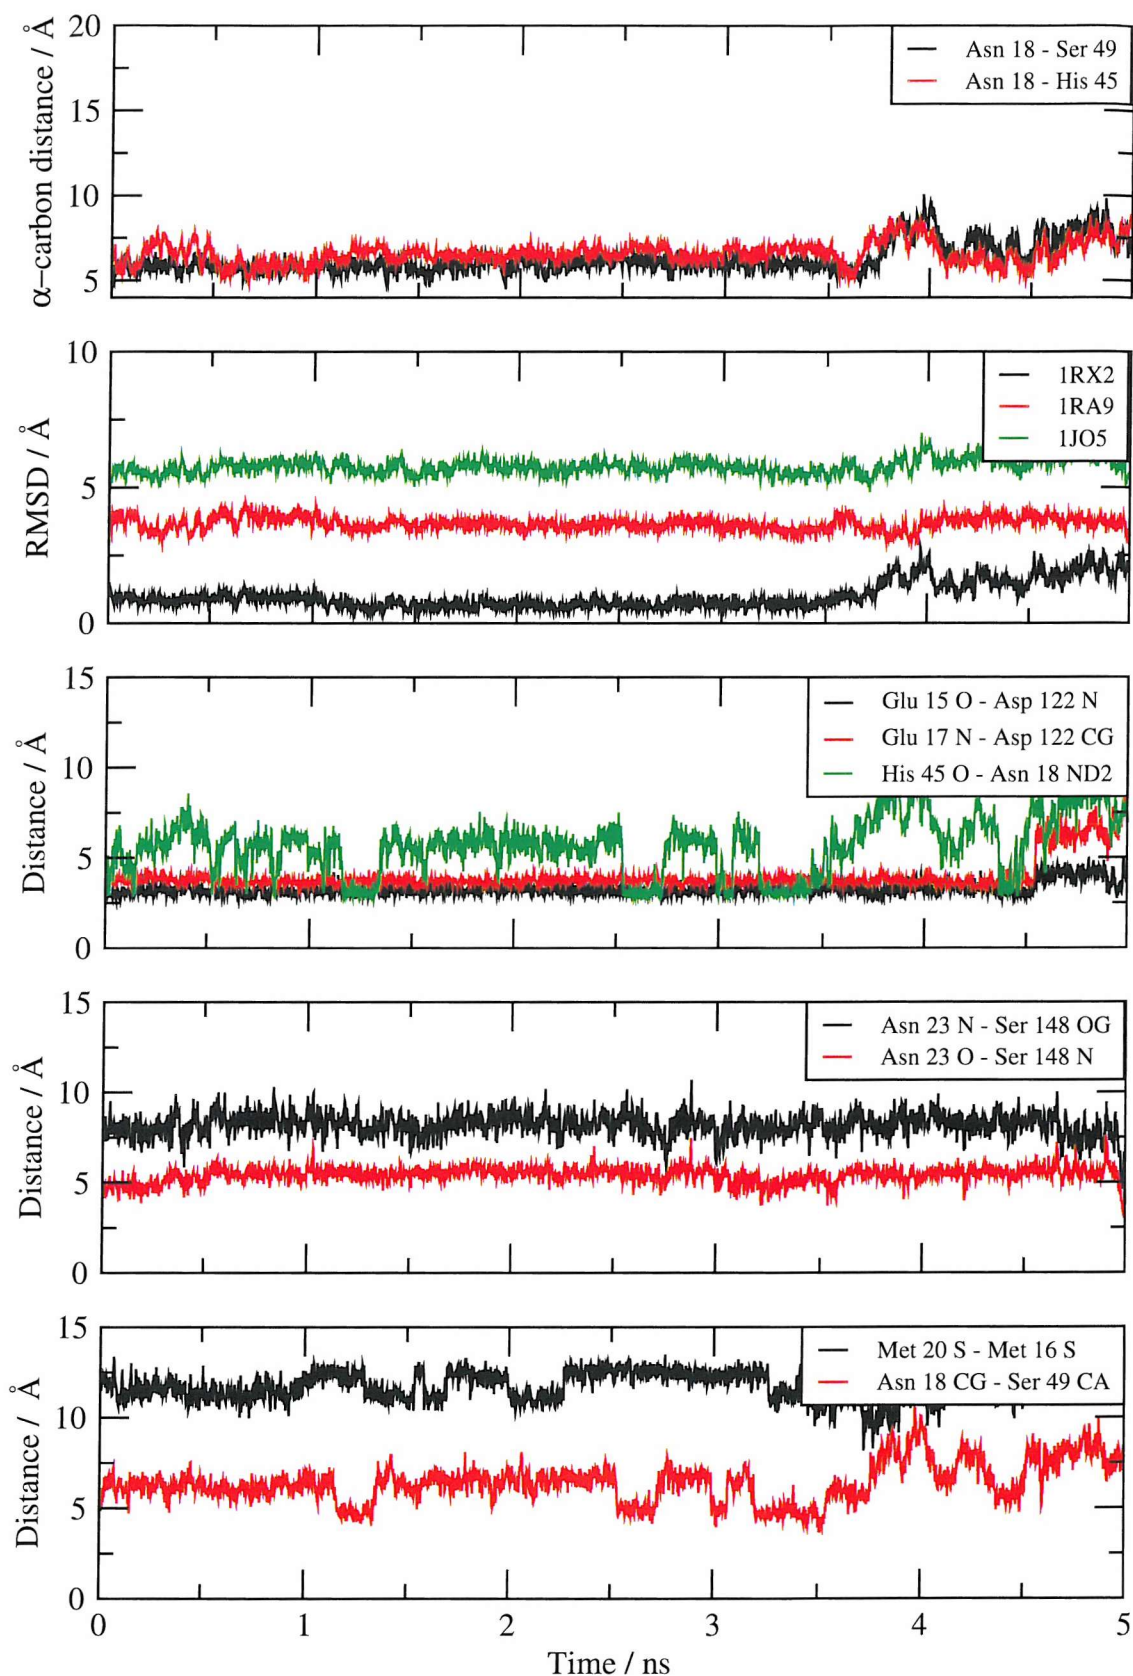 20
15
10
5
α–carbon distance / Å
Asn 18 - Ser 49
Asn 18 - His 45
10
5
0
RMSD / Å
1RX2
1RA9
1JO5
15
10
5
0
Distance / Å
Glu 15 O - Asp 122 N
Glu 17 N - Asp 122 CG
His 45 O - Asn 18 ND2
15
10
5
0
Distance / Å
Asn 23 N - Ser 148 OG
Asn 23 O - Ser 148 N
15
10
5
0
Distance / Å
Met 20 S - Met 16 S
Asn 18 CG - Ser 49 CA
0 1 2 3 4 5
Time / ns